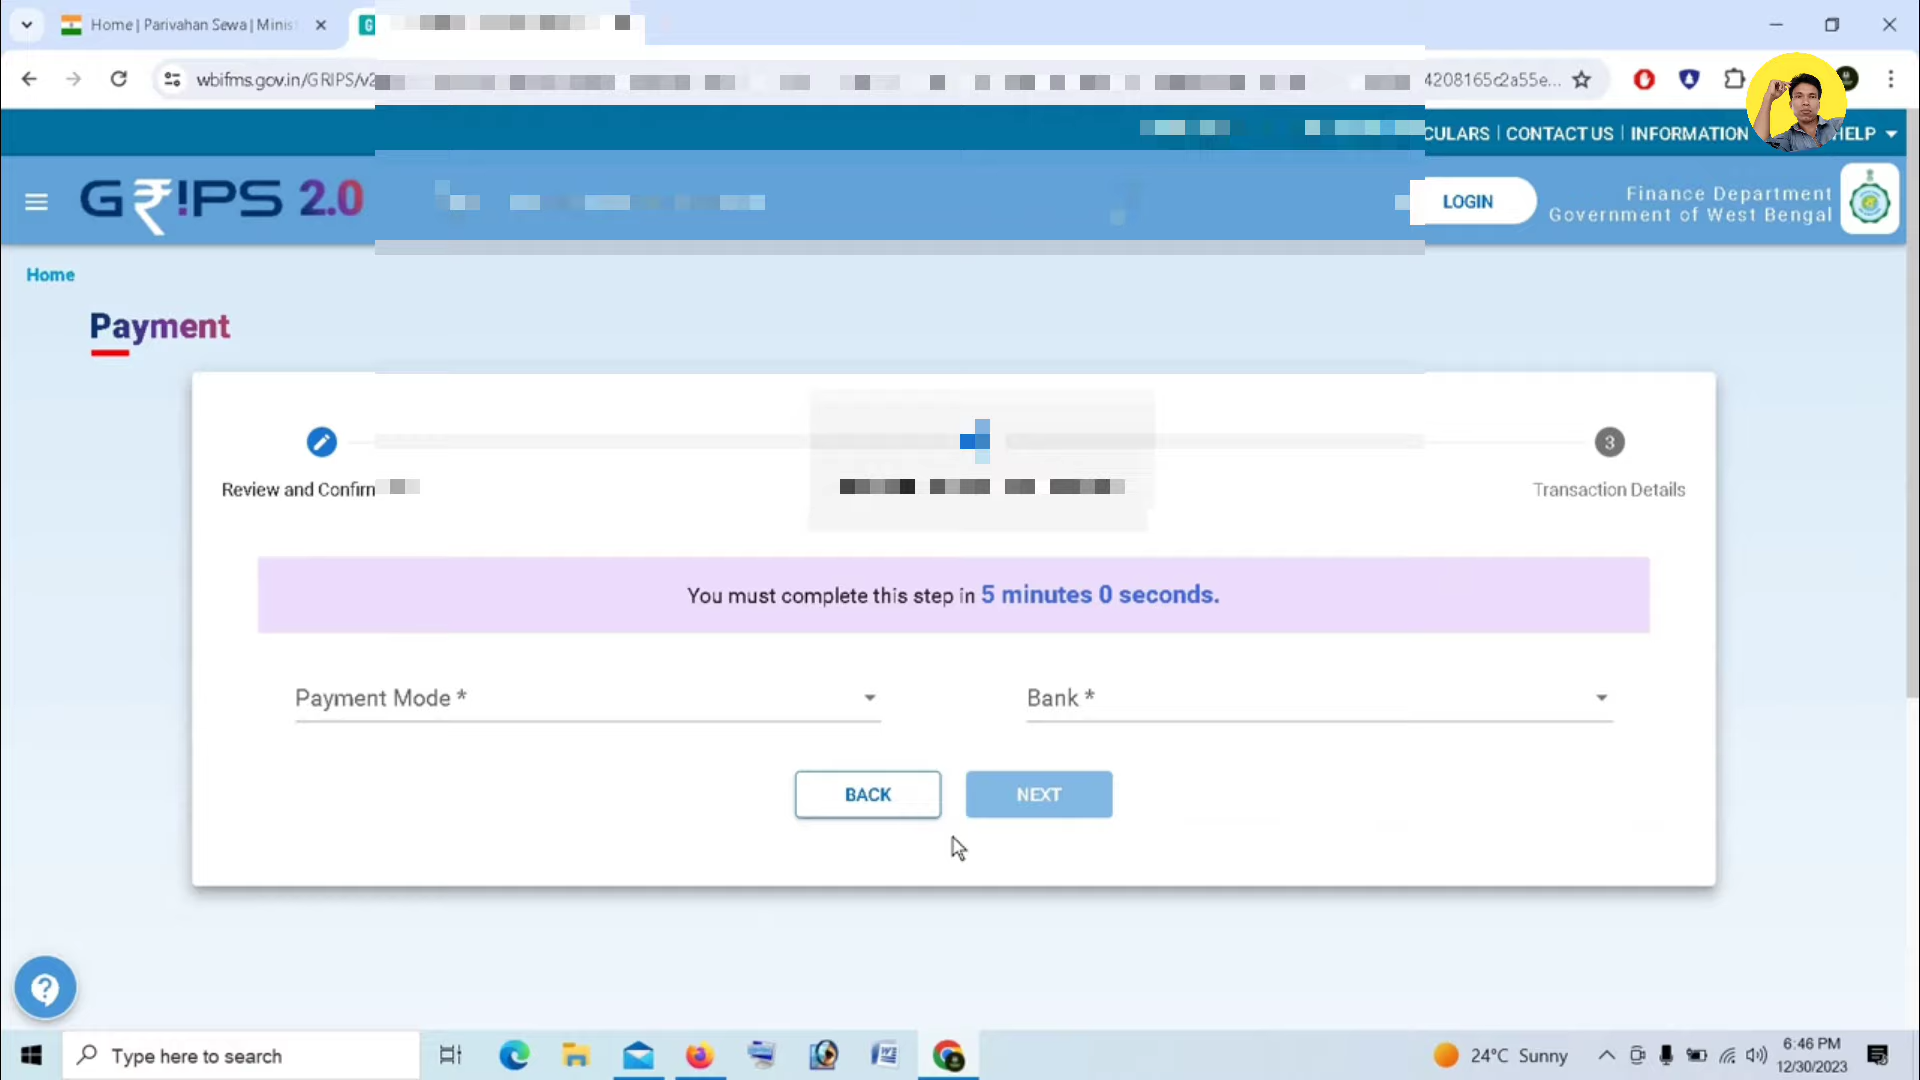 Home | Parivahan Sewa | Minis
wbifms.gov.in/GRIPS/v2
4208165c2a55e...
CULARS | CONTACT US | INFORMATION
HELP
G₹!PS 2.0
LOGIN
Finance Department
Government of West Bengal
Home
Payment
3
Review and Confirm
Transaction Details
You must complete this step in 5 minutes 0 seconds.
Payment Mode *
Bank *
BACK
NEXT
Type here to search
24°C Sunny
6:46 PM
12/30/2023